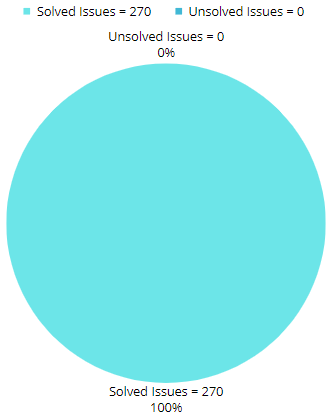 Solved Issues = 270 Unsolved Issues = 0
Unsolved Issues = 0
0%
Solved Issues = 270
100%